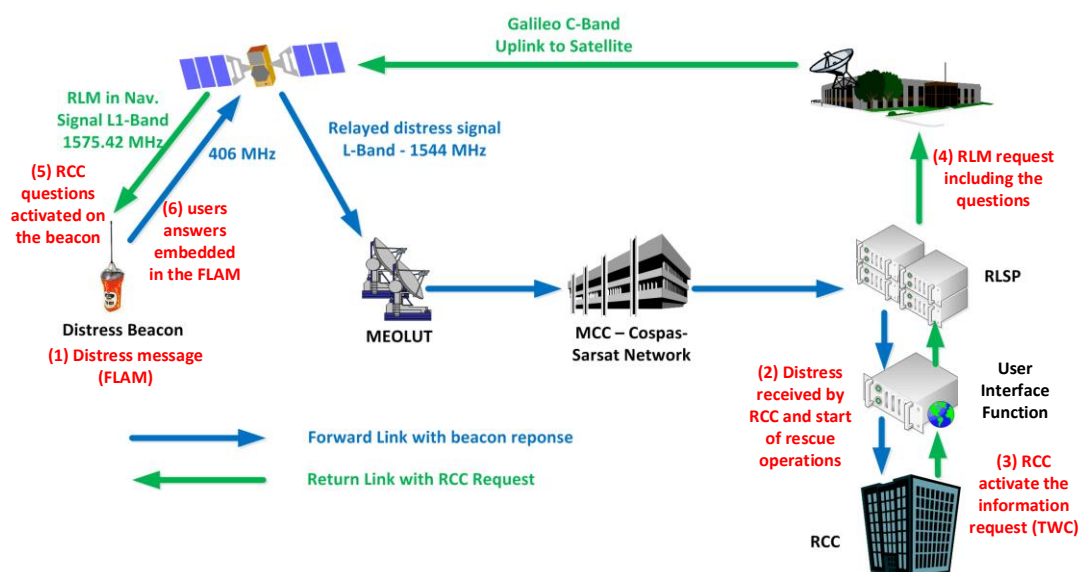 Galileo C-Band
Uplink to Satellite
RLM in Nav.
Signal L1-Band
1575.42 MHz
406 MHz
Relayed distress signal
L-Band - 1544 MHz
(5) RCC
questions
activated on
the beacon
(6) users
answers
embedded
in the FLAM
(4) RLM request
including the
questions
RLSP
Distress Beacon
MEOLUT
MCC – Cospas-
Sarsat Network
(1) Distress message
(FLAM)
(2) Distress
received by
RCC and start
of rescue
operations
User
Interface
Function
Forward Link with beacon reponse
Return Link with RCC Request
(3) RCC
activate the
information
request (TWC)
RCC